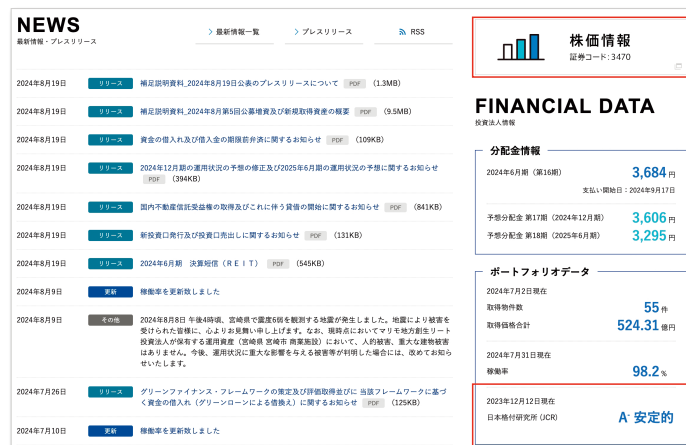 NEWS
最新情報・プレスリリース
最新情報一覧
プレスリリース
RSS
2024年8月19日 リリース 補足説明資料_2024年8月19日公表のプレスリリースについて PDF (1.3MB)
2024年8月19日 リリース 補足説明資料_2024年8月第5回公募増資及び新規取得資産の概要 PDF (9.5MB)
2024年8月19日 リリース 資金の借入れ及び借入金の期限前弁済に関するお知らせ PDF (109KB)
2024年8月19日 リリース 2024年12月期の運用状況の予想の修正及び2025年6月期の運用状況の予想に関するお知らせ
PDF (394KB)
2024年8月19日 リリース 国内不動産信託受益権の取得及びこれに伴う貸借の開始に関するお知らせ PDF (841KB)
2024年8月19日 リリース 新投資口発行及び投資口売出しに関するお知らせ PDF (131KB)
2024年8月19日 リリース 2024年6月期 決算短信(REIT) PDF (545KB)
2024年8月9日 更新 稼働率を更新致しました
2024年8月9日 その他 2024年8月8日 午後4時頃、宮崎県で震度6弱を観測する地震が発生しました。地震により被害を
受けられた皆様に、心よりお見舞い申し上げます。なお、現時点においてマリモ地方創生リート
投資法人が保有する運用資産(宮崎県 宮崎市 商業施設)において、人的被害、重大な建物被害
はありません。今後、運用状況に重大な影響を与える被害等が判明した場合には、改めてお知ら
せいたします。
2024年7月26日 リリース グリーンファイナンス・フレームワークの策定及び評価取得並びに 当該フレームワークに基づ
く資金の借入れ(グリーンローンによる借換え)に関するお知らせ PDF (125KB)
2024年7月10日 更新 稼働率を更新致しました
株価情報
証券コード:3470
FINANCIAL DATA
投資法人情報
分配金情報
2024年6月期(第16期) 3,684 円
支払い開始日:2024年9月17日
予想分配金 第17期(2024年12月期) 3,606 円
予想分配金 第18期(2025年6月期) 3,295 円
ポートフォリオデータ
2024年7月2日現在
取得物件数 55 件
取得価格合計 524.31 億円
2024年7月31日現在
稼働率 98.2 %
2023年12月12日現在
日本格付研究所(JCR) A- 安定的